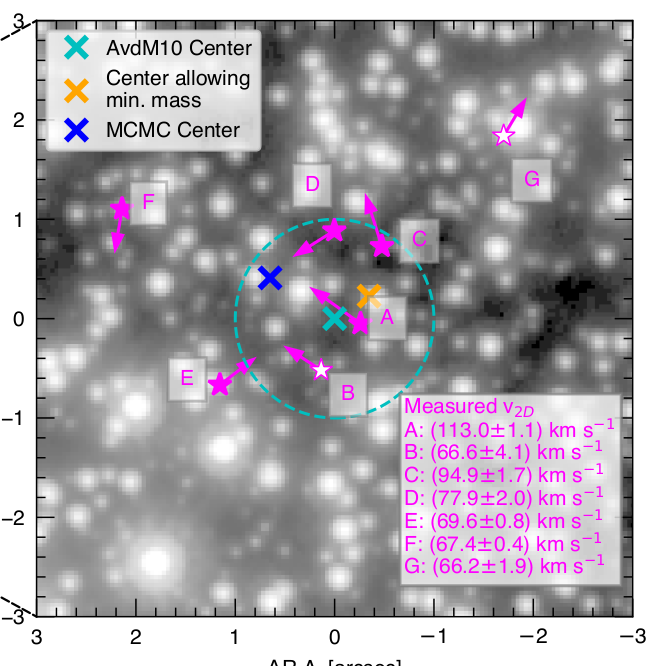 3
AvdM10 Center
Center allowing
min. mass
MCMC Center
2
D
G
F
1
C
0
A
E
B
−1
Measured v2D
A: (113.0±1.1) km s−1
B: (66.6±4.1) km s−1
C: (94.9±1.7) km s−1
D: (77.9±2.0) km s−1
E: (69.6±0.8) km s−1
F: (67.4±0.4) km s−1
G: (66.2±1.9) km s−1
−2
−3
3 2 1 0 −1 −2 −3